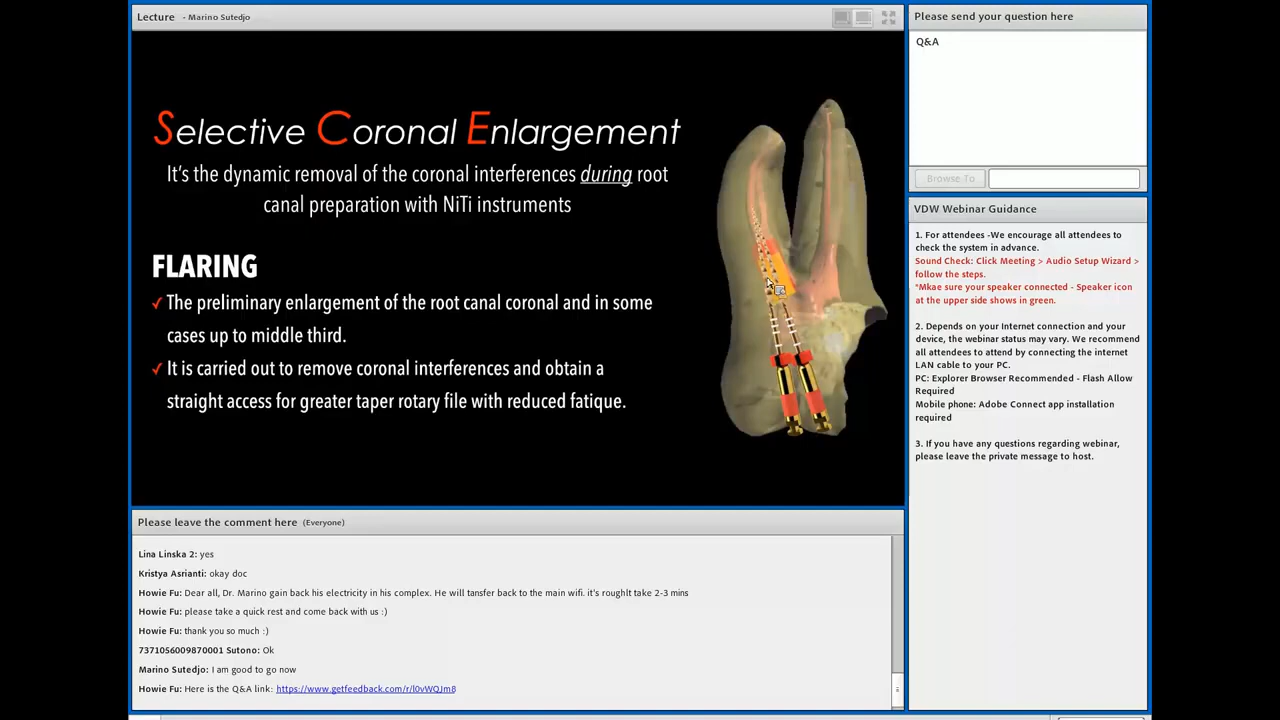 Lecture - Marino Sutedjo
Selective Coronal Enlargement
It's the dynamic removal of the coronal interferences during root
canal preparation with NiTi instruments
FLARING
✓ The preliminary enlargement of the root canal coronal and in some
cases up to middle third.
✓ It is carried out to remove coronal interferences and obtain a
straight access for greater taper rotary file with reduced fatique.
Please leave the comment here (Everyone)
Lina Linska 2: yes
Kristya Asrianti: okay doc
Howie Fu: Dear all, Dr. Marino gain back his electricity in his complex. He will tansfer back to the main wifi. it's roughlt take 2-3 mins
Howie Fu: please take a quick rest and come back with us :)
Howie Fu: thank you so much :)
7371056009870001 Sutono: Ok
Marino Sutedjo: I am good to go now
Howie Fu: Here is the Q&A link: https://www.getfeedback.com/r/l0vWQJm8
Please send your question here
Q&A
Browse To
VDW Webinar Guidance
1. For attendees -We encourage all attendees to
check the system in advance.
Sound Check: Click Meeting > Audio Setup Wizard >
follow the steps.
*Mkae sure your speaker connected - Speaker icon
at the upper side shows in green.
2. Depends on your Internet connection and your
device, the webinar status may vary. We recommend
all attendees to attend by connecting the internet
LAN cable to your PC.
PC: Explorer Browser Recommended - Flash Allow
Required
Mobile phone: Adobe Connect app installation
required
3. If you have any questions regarding webinar,
please leave the private message to host.